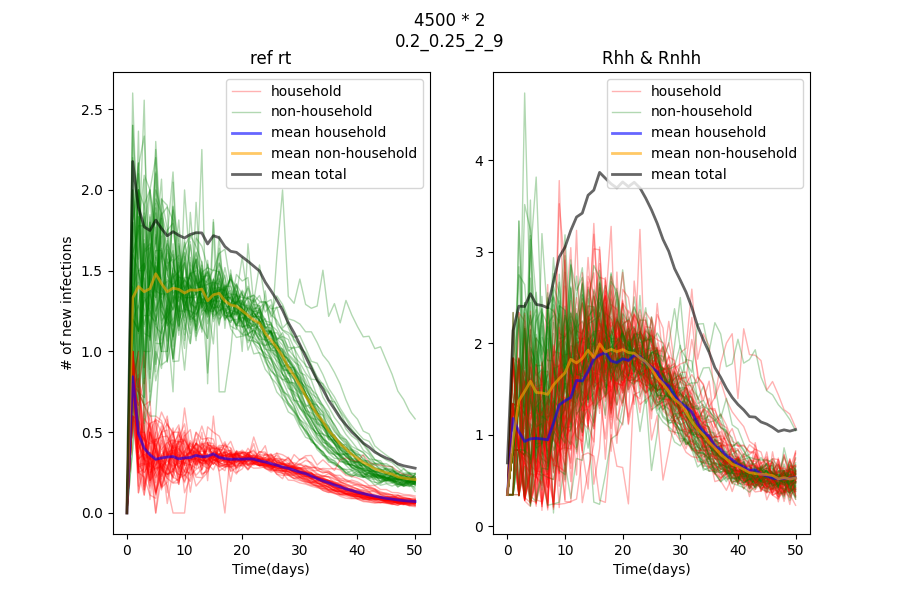 4500 * 2
0.2_0.25_2_9
ref rt
Rhh & Rnhh
household
non-household
mean household
mean non-household
mean total
household
non-household
mean household
mean non-household
mean total
# of new infections
2.5
2.0
1.5
1.0
0.5
0.0
0
10
20
30
40
50
Time(days)
4
3
2
1
0
0
10
20
30
40
50
Time(days)